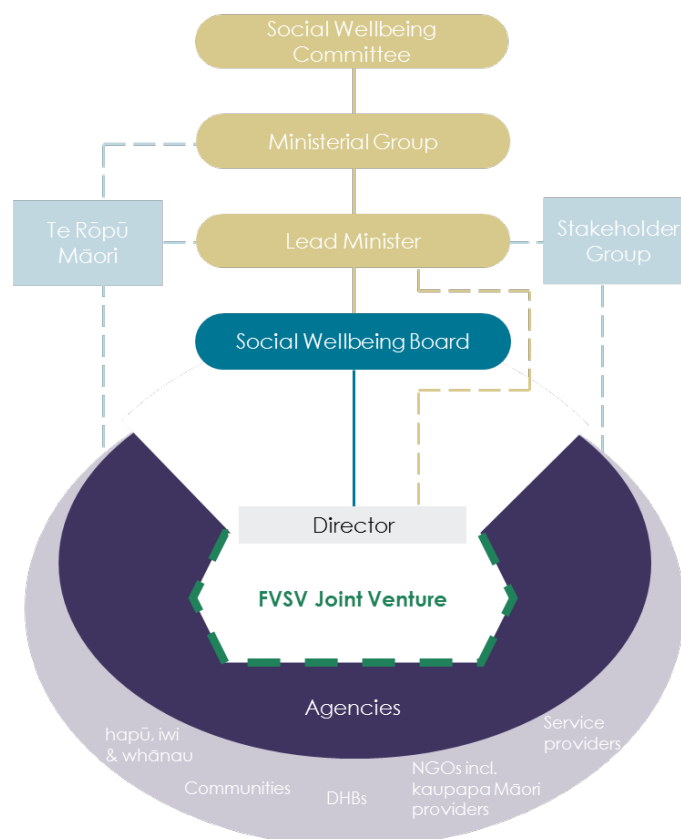 Social Wellbeing
Committee
Ministerial Group
Te Rōpū
Māori
Lead Minister
Stakeholder
Group
Social Wellbeing Board
Director
FVSV Joint Venture
Agencies
hapū, iwi
& whānau
Communities
DHBs
NGOs incl.
kaupapa Māori
providers
Service
providers